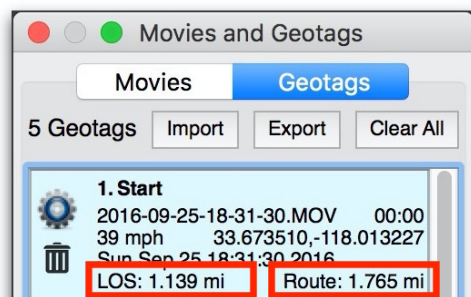 Movies and Geotags
Movies Geotags
5 Geotags Import Export Clear All
1. Start
2016-09-25-18-31-30.MOV 00:00
39 mph 33.673510,-118.013227
Sun Sep 25 18:31:30 2016
LOS: 1.139 mi Route: 1.765 mi